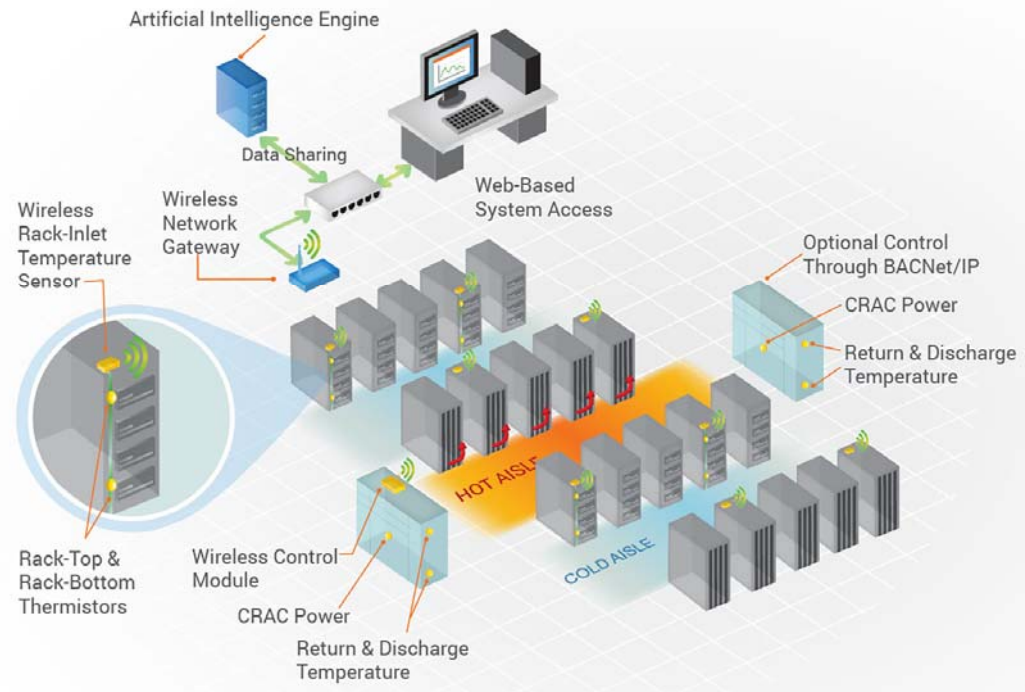 Artificial Intelligence Engine
Data Sharing
Web-Based
System Access
Wireless
Network
Gateway
Wireless
Rack-Inlet
Temperature
Sensor
Optional Control
Through BACNet/IP
CRAC Power
Return & Discharge
Temperature
HOT AISLE
COLD AISLE
Rack-Top &
Rack-Bottom
Thermistors
Wireless Control
Module
CRAC Power
Return & Discharge
Temperature